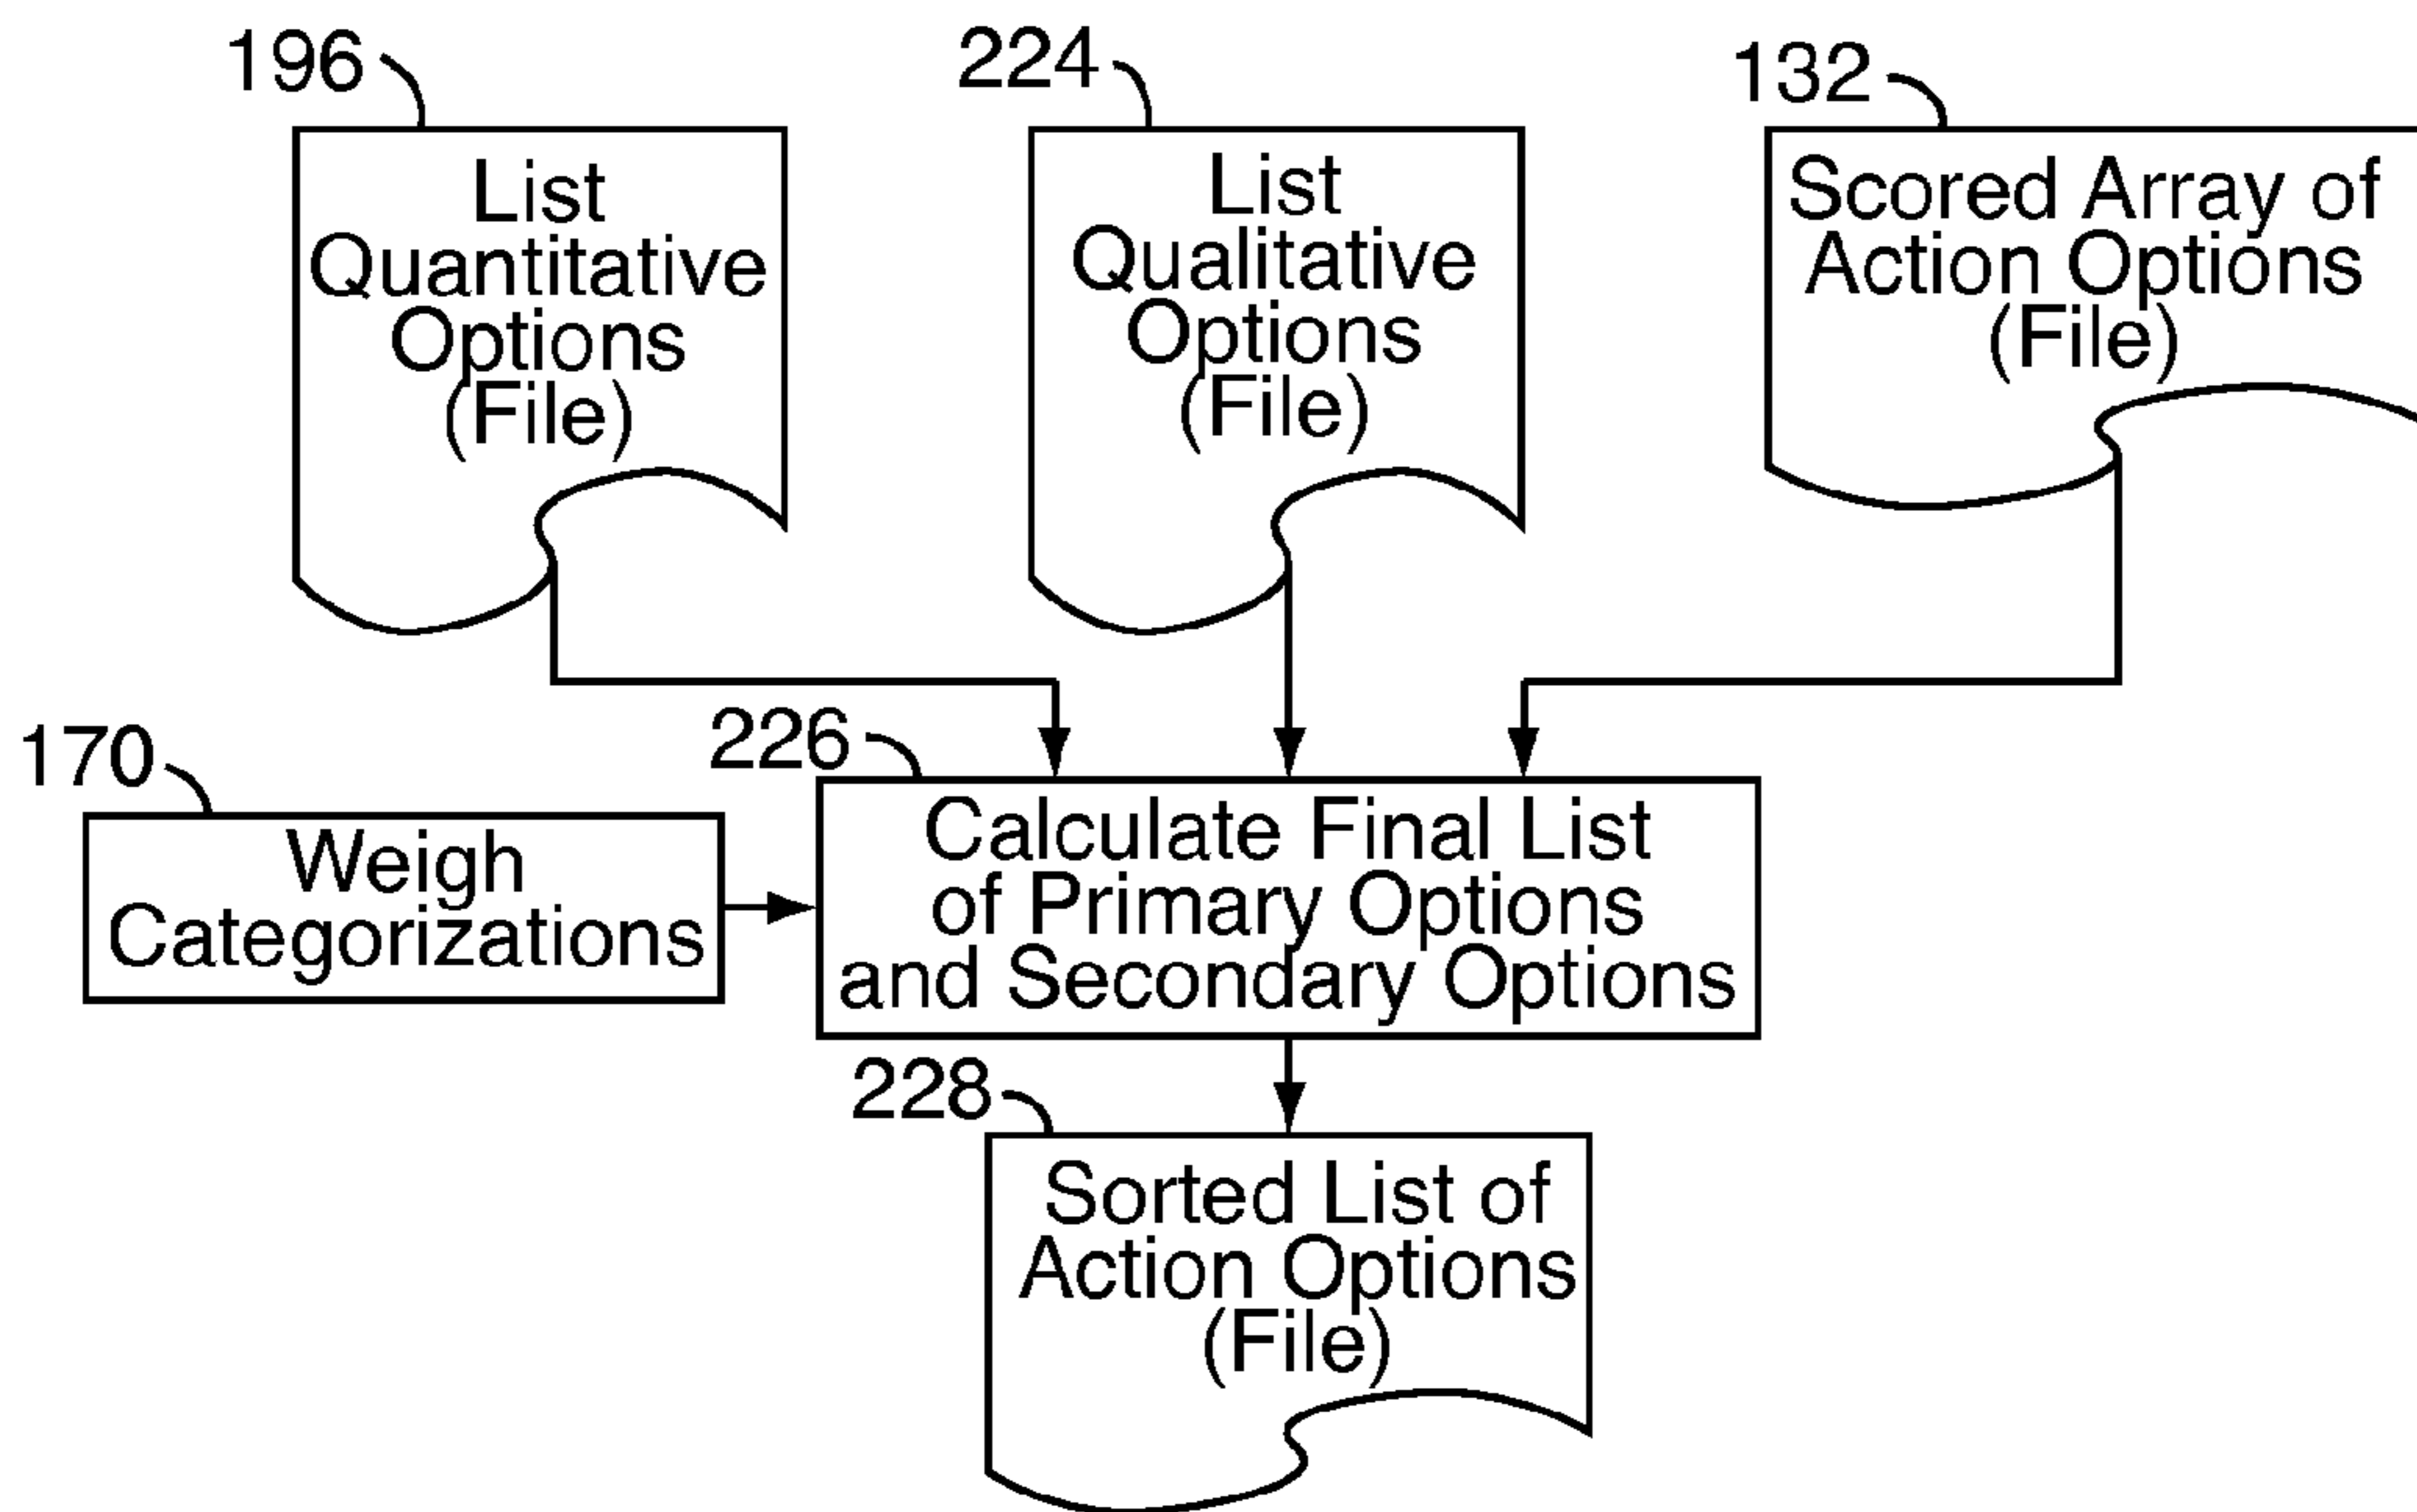 196
List
Quantitative
Options
(File)
224
List
Qualitative
Options
(File)
132
Scored Array of
Action Options
(File)
170
Weigh
Categorizations
226
Calculate Final List
of Primary Options
and Secondary Options
228
Sorted List of
Action Options
(File)